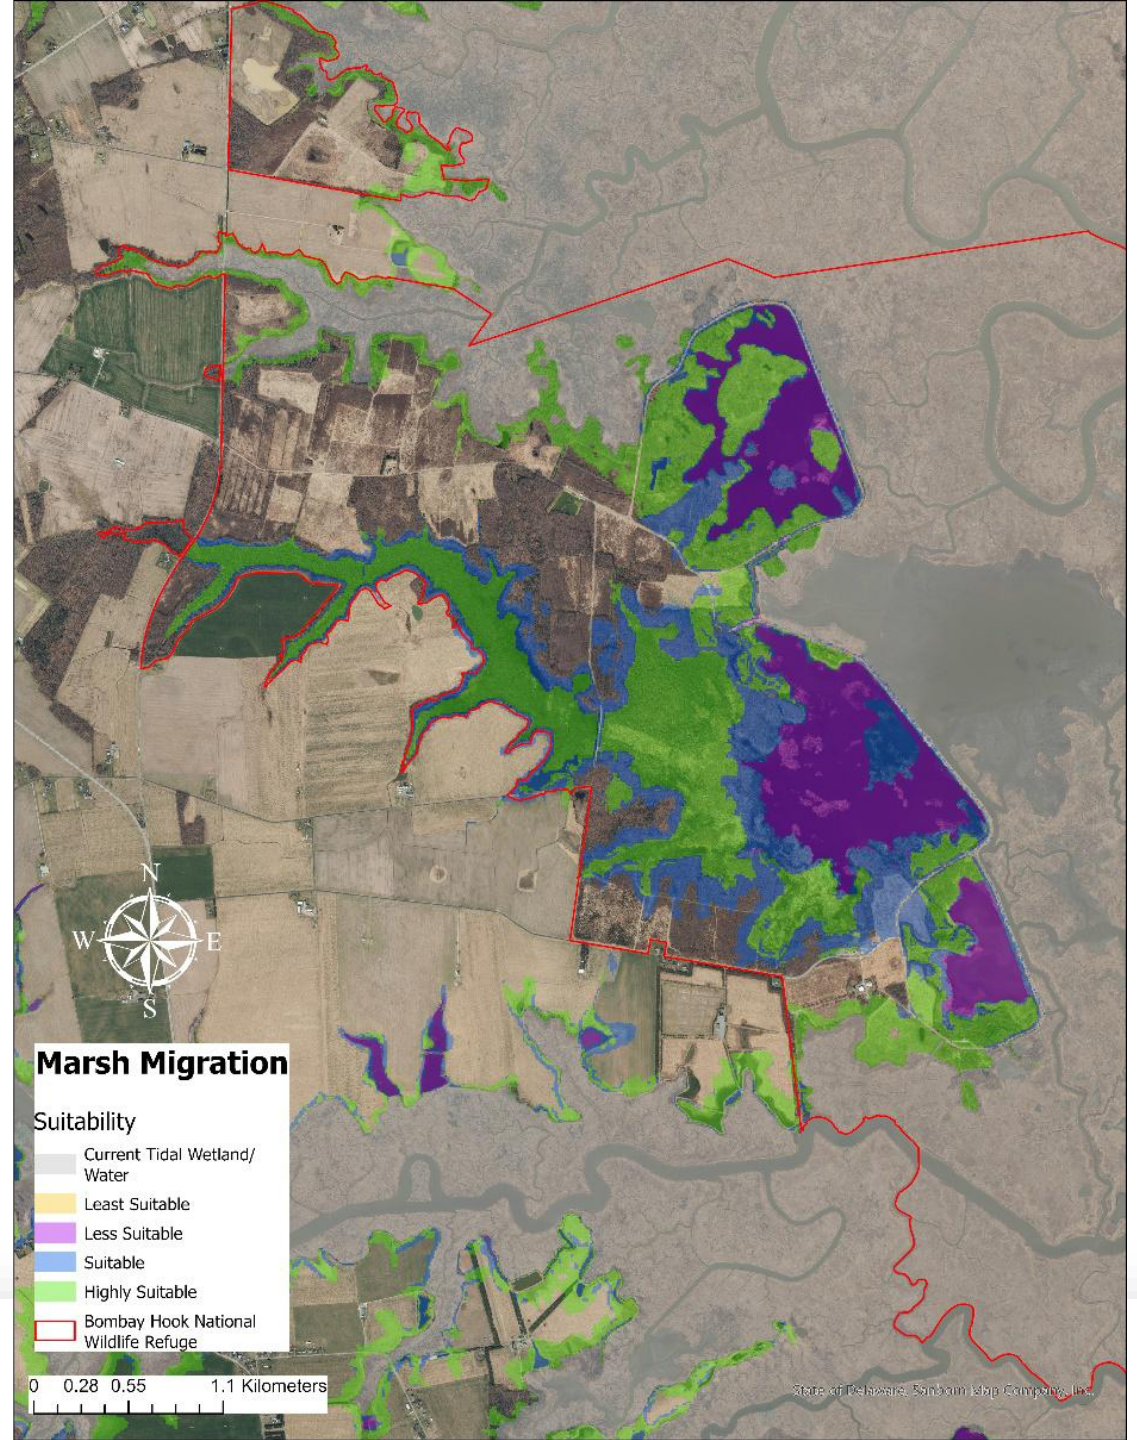 N
W E
S
Marsh Migration
Suitability
Current Tidal Wetland/
Water
Least Suitable
Less Suitable
Suitable
Highly Suitable
Bombay Hook National
Wildlife Refuge
0 0.28 0.55 1.1 Kilometers
State of Delaware, Sanborn Map Company, Inc.